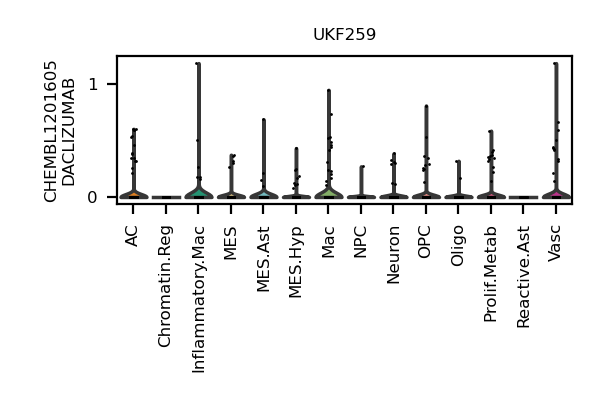 UKF259
CHEMBL1201605
DACLIZUMAB
1
0
AC
Chromatin.Reg
Inflammatory.Mac
MES
MES.Ast
MES.Hyp
Mac
NPC
Neuron
OPC
Oligo
Prolif.Metab
Reactive.Ast
Vasc